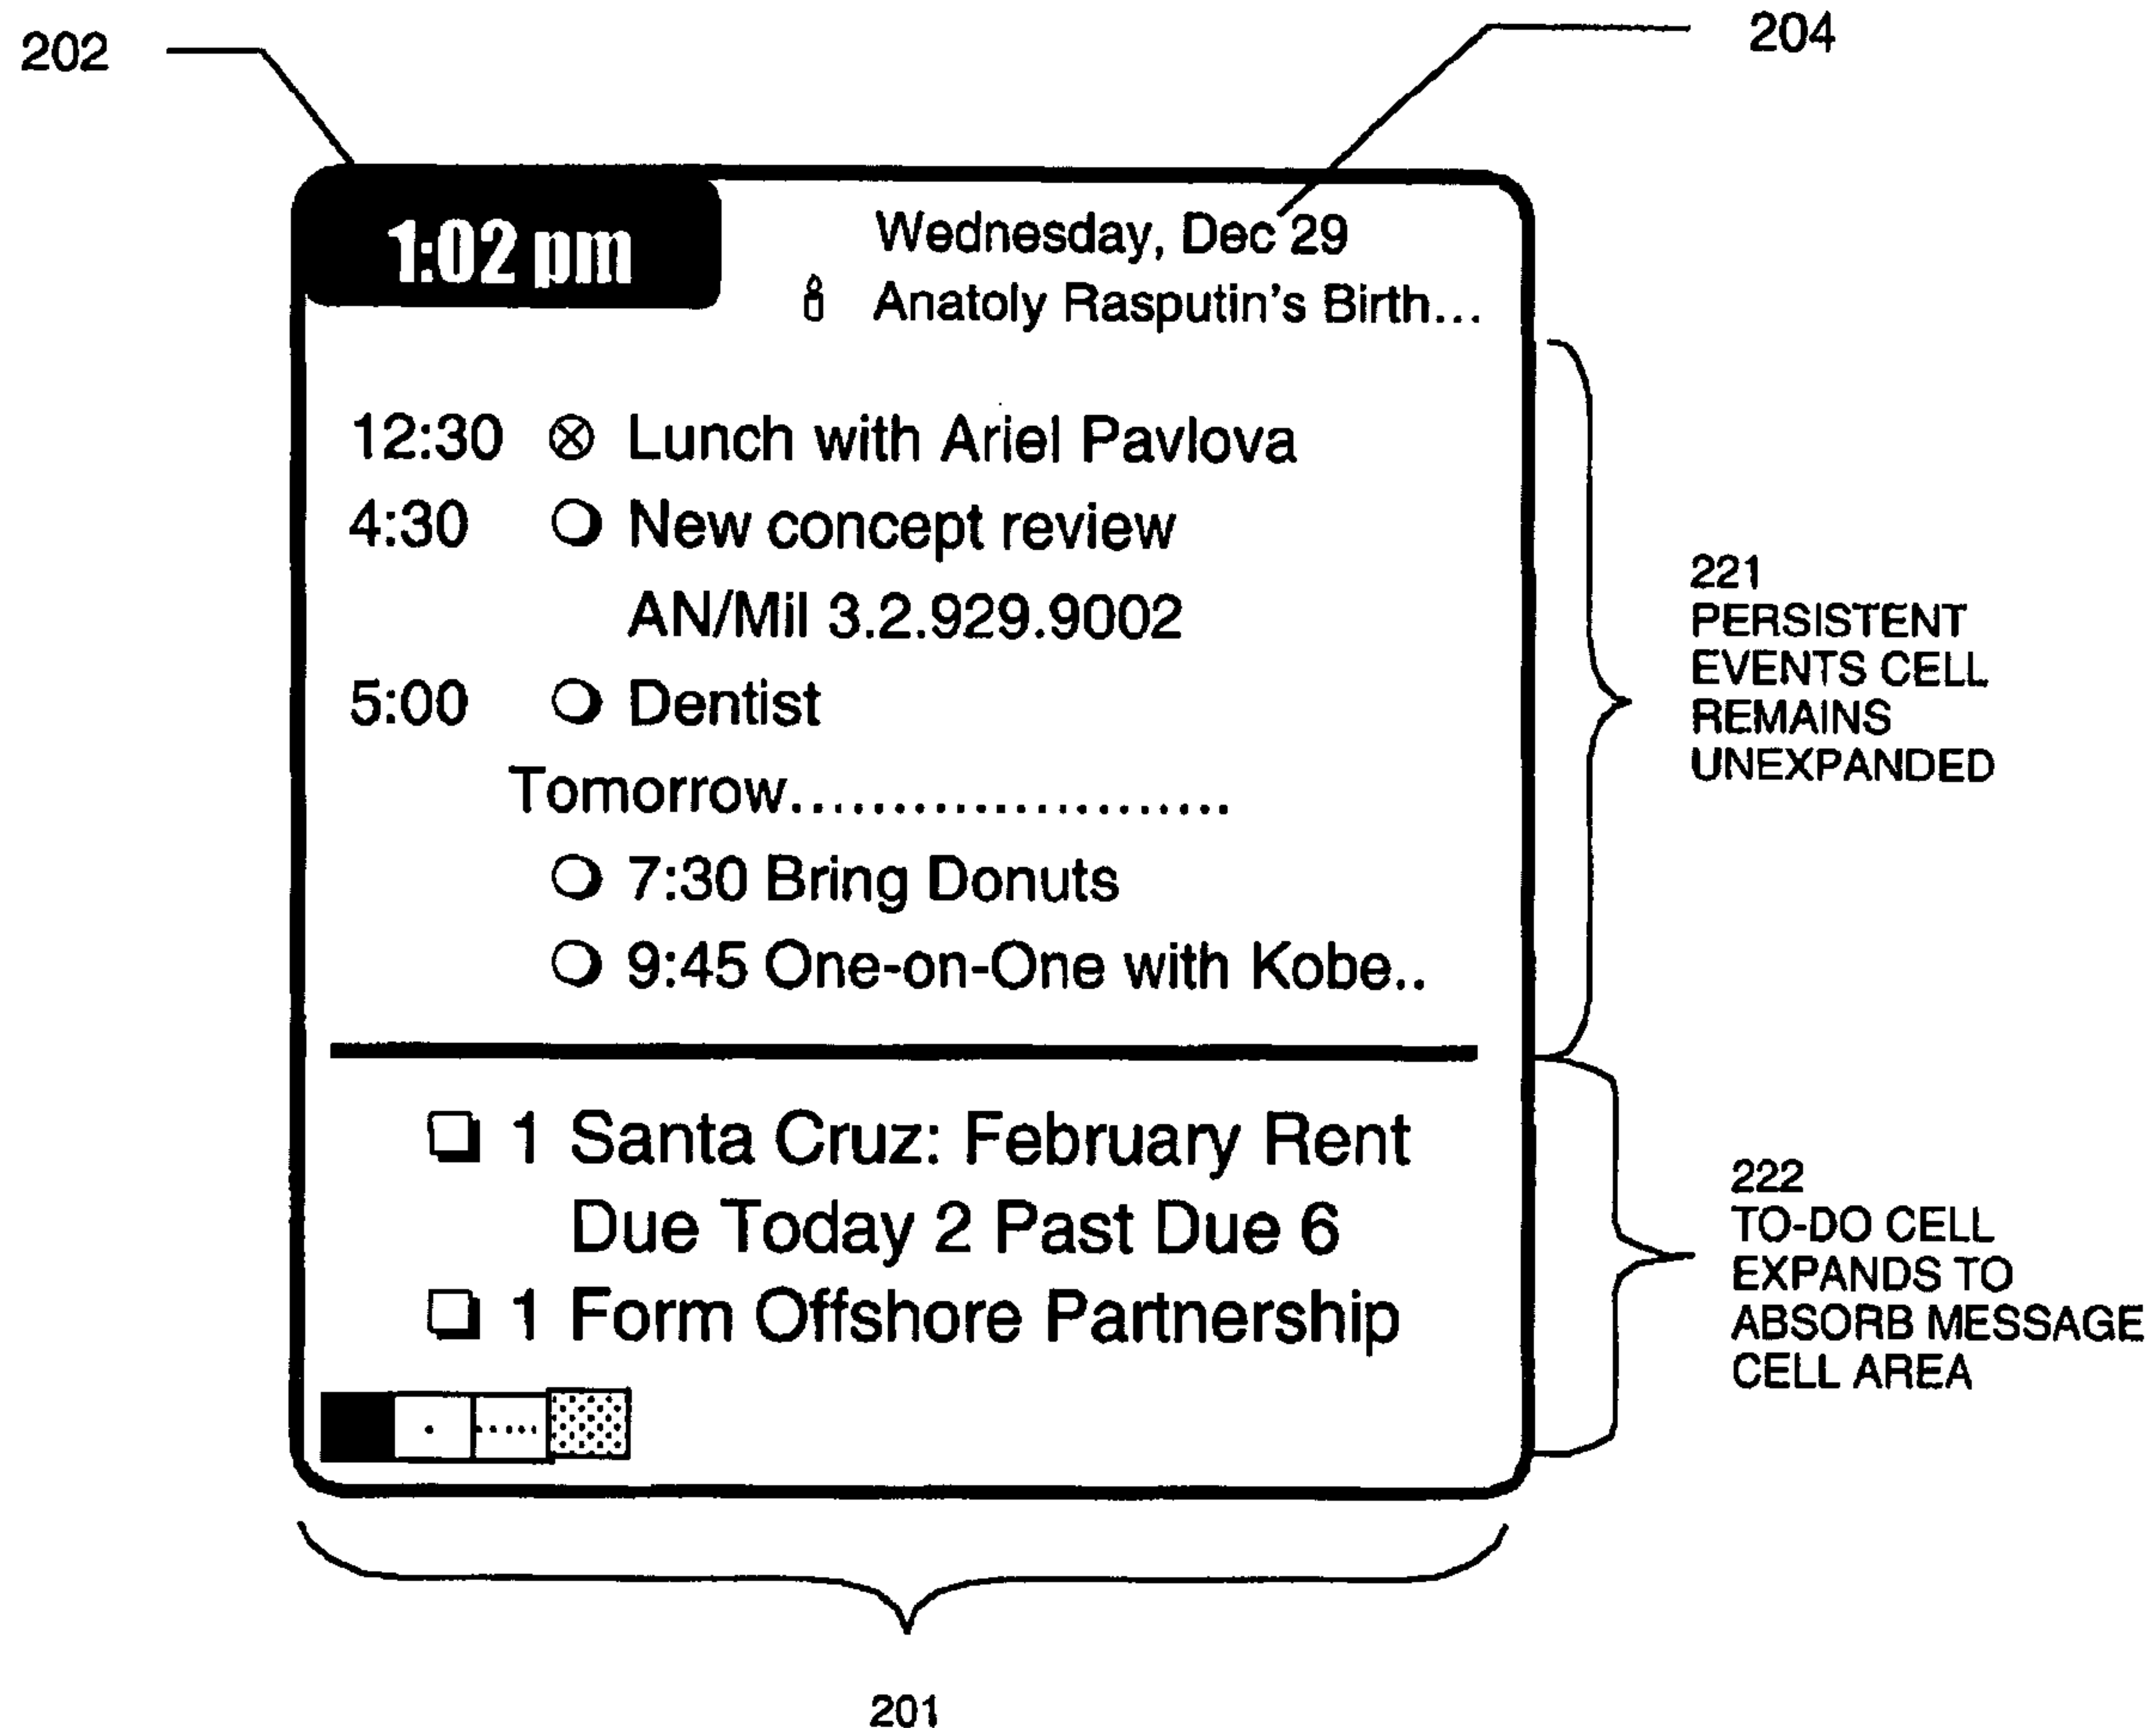 202
204
1:02 pm
Wednesday, Dec 29
Anatoly Rasputin's Birth...
12:30 Lunch with Ariel Pavlova
4:30 New concept review
AN/Mil 3.2.929.9002
5:00 Dentist
Tomorrow.......................
7:30 Bring Donuts
9:45 One-on-One with Kobe..
221
PERSISTENT
EVENTS CELL
REMAINS
UNEXPANDED
1 Santa Cruz: February Rent
Due Today 2 Past Due 6
1 Form Offshore Partnership
222
TO-DO CELL
EXPANDS TO
ABSORB MESSAGE
CELL AREA
201